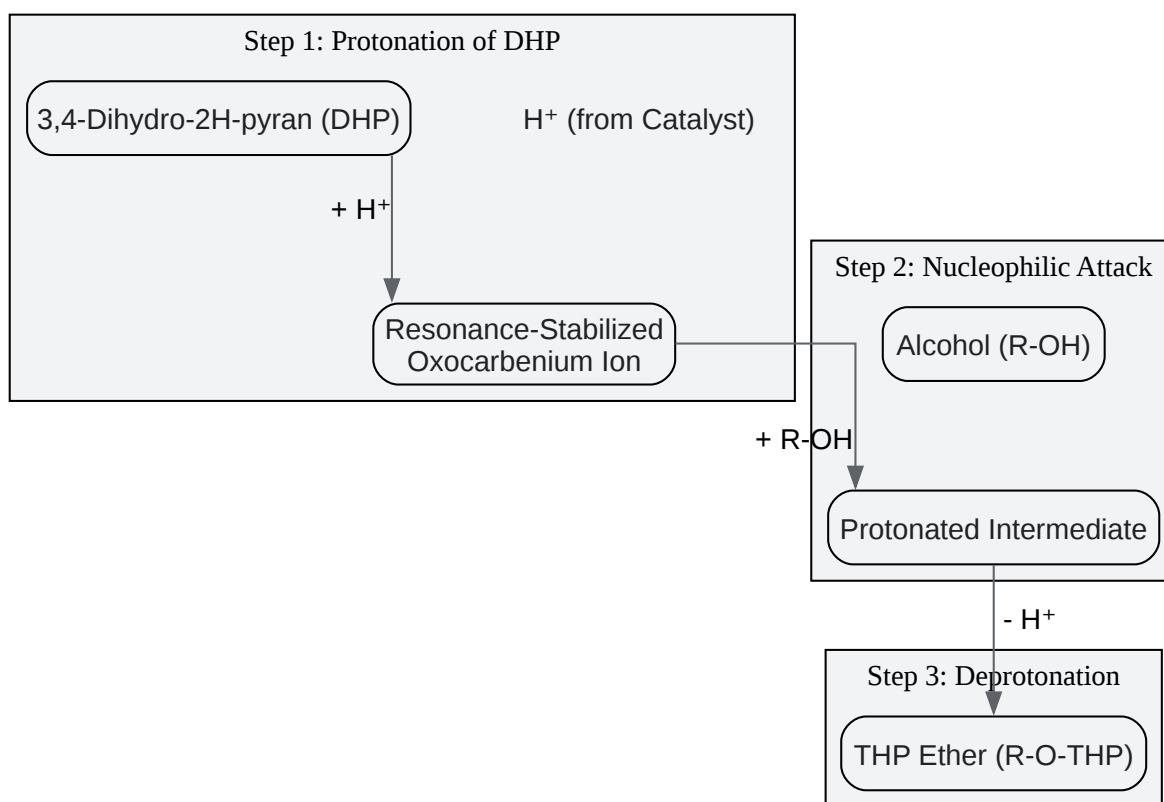 Step 1: Protonation of DHP
3,4-Dihydro-2H-pyran (DHP)
H⁺ (from Catalyst)
+ H⁺
Resonance-Stabilized
Oxocarbenium Ion
Step 2: Nucleophilic Attack
Alcohol (R-OH)
+ R-OH
Protonated Intermediate
- H⁺
Step 3: Deprotonation
THP Ether (R-O-THP)